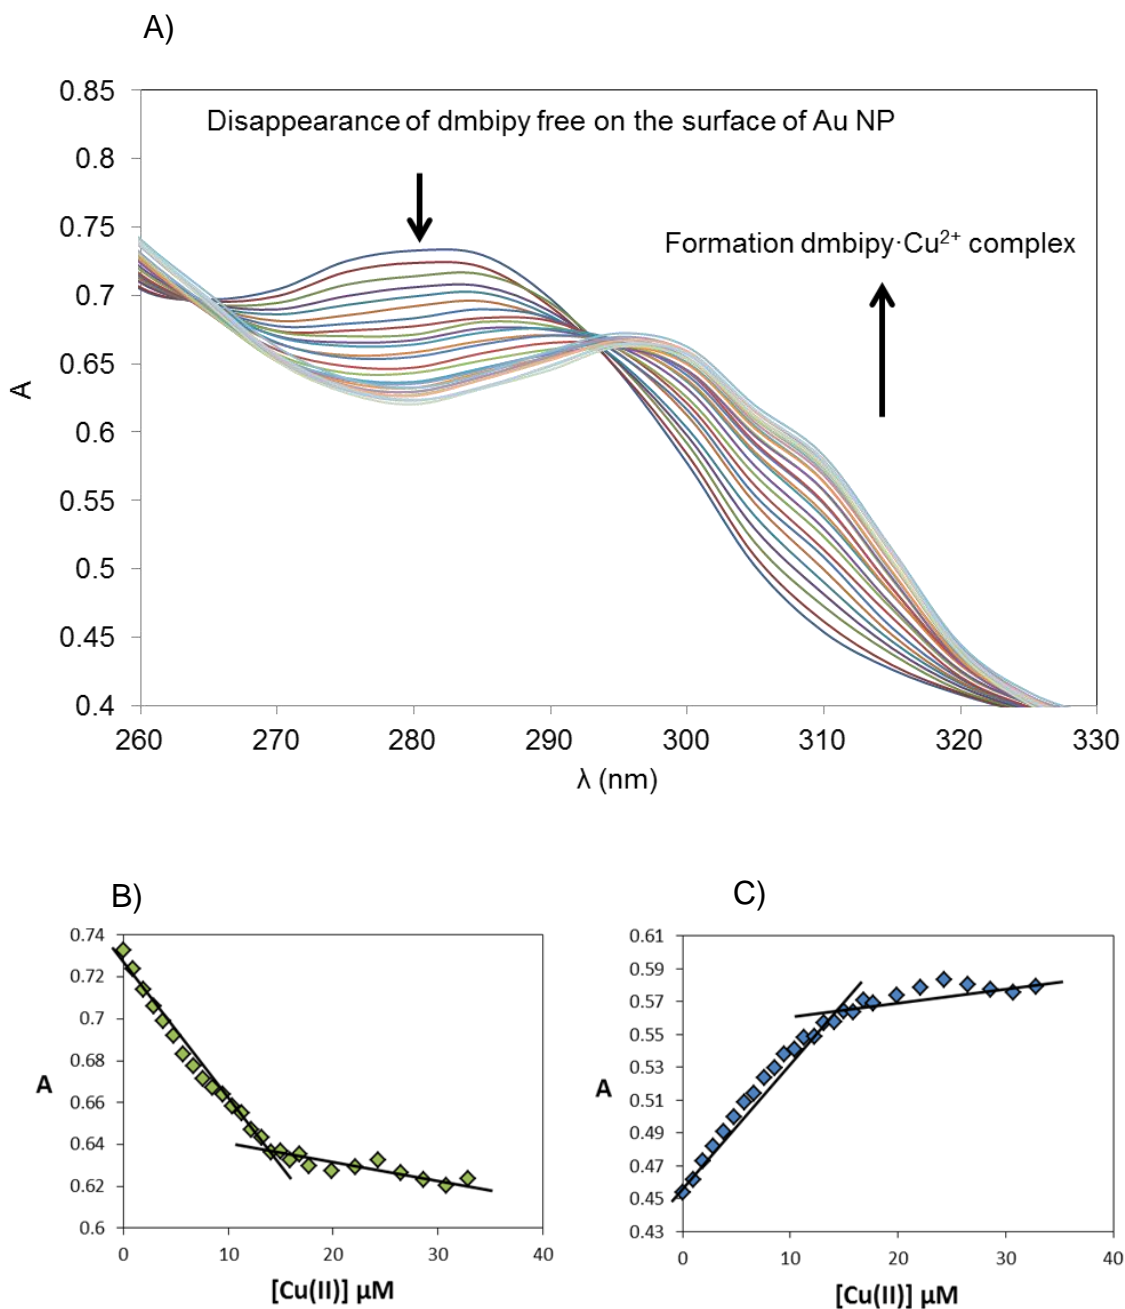 A)
0.85
Disappearance of dmbipy free on the surface of Au NP
0.8
0.75
Formation dmbipy·Cu²⁺ complex
0.7
0.65
A
0.6
0.55
0.5
0.45
0.4
260 270 280 290 300 310 320 330
λ (nm)
B)
0.74
0.72
0.7
0.68
A
0.66
0.64
0.62
0.6
0 10 20 30 40
[Cu(II)] µM
C)
0.61
0.59
0.57
0.55
0.53
A
0.51
0.49
0.47
0.45
0.43
0 10 20 30 40
[Cu(II)] µM